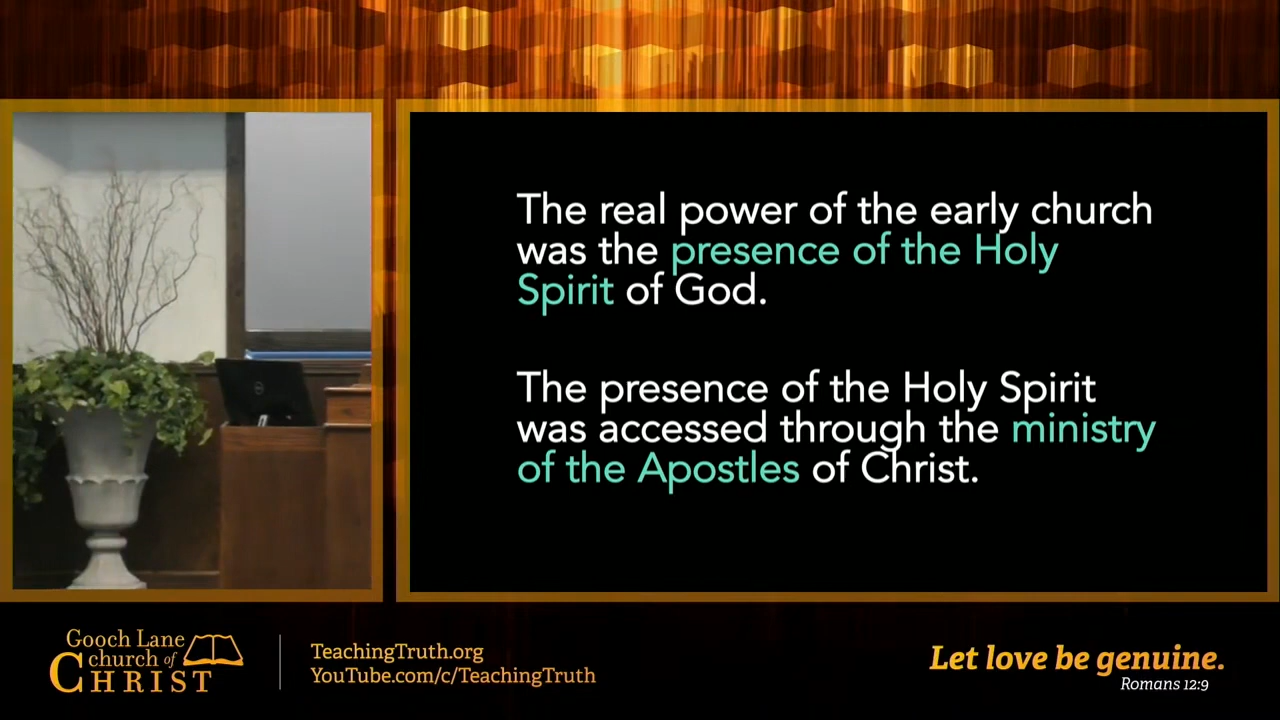 The real power of the early church
was the presence of the Holy
Spirit of God.
The presence of the Holy Spirit
was accessed through the ministry
of the Apostles of Christ.
Gooch Lane
church of
CHRIST
TeachingTruth.org
YouTube.com/c/TeachingTruth
Let love be genuine.
Romans 12:9